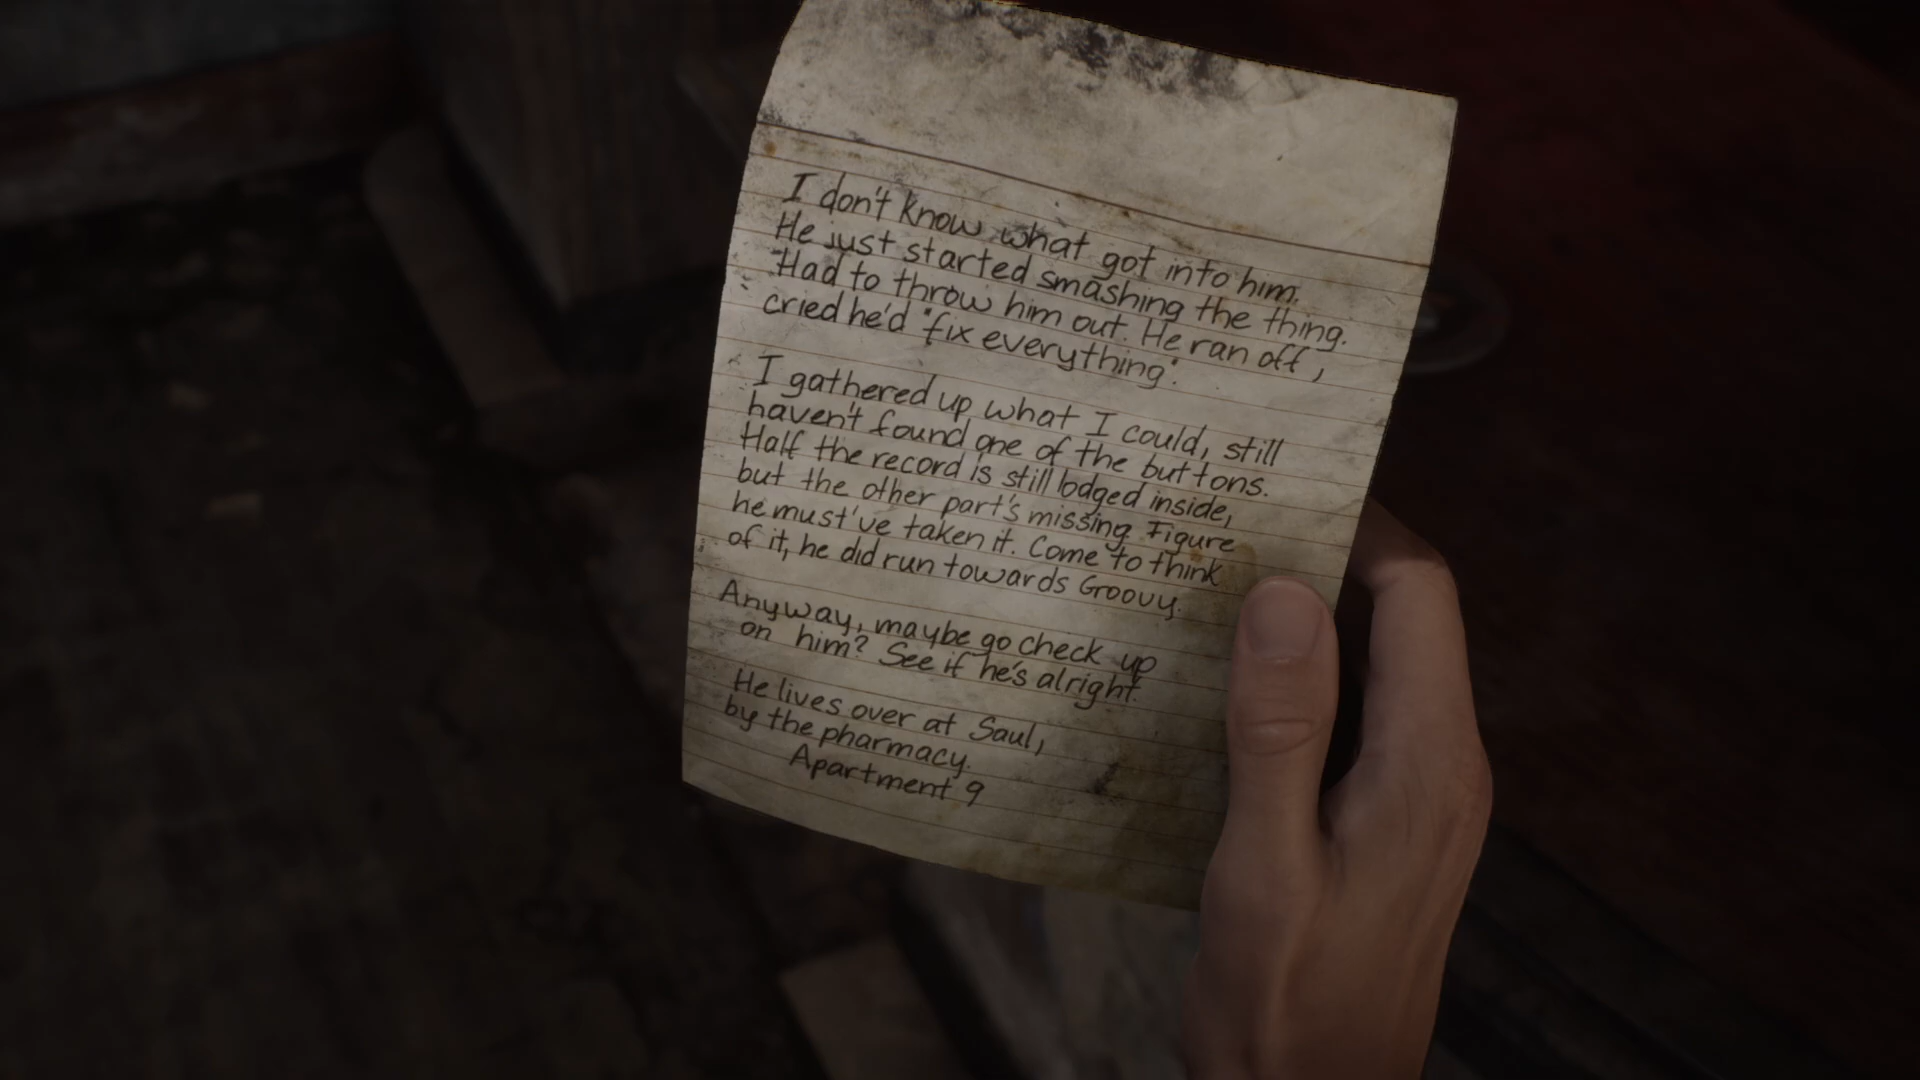 I don't know what got into him.
He just started smashing the thing.
Had to throw him out. He ran off,
cried he'd "fix everything".
I gathered up what I could, still
haven't found one of the buttons.
Half the record is still lodged inside,
but the other part's missing. Figure
he must've taken it. Come to think
of it, he did run towards Groovy.
Anyway, maybe go check up
on him? See if he's alright.
He lives over at Saul,
by the pharmacy.
Apartment 9